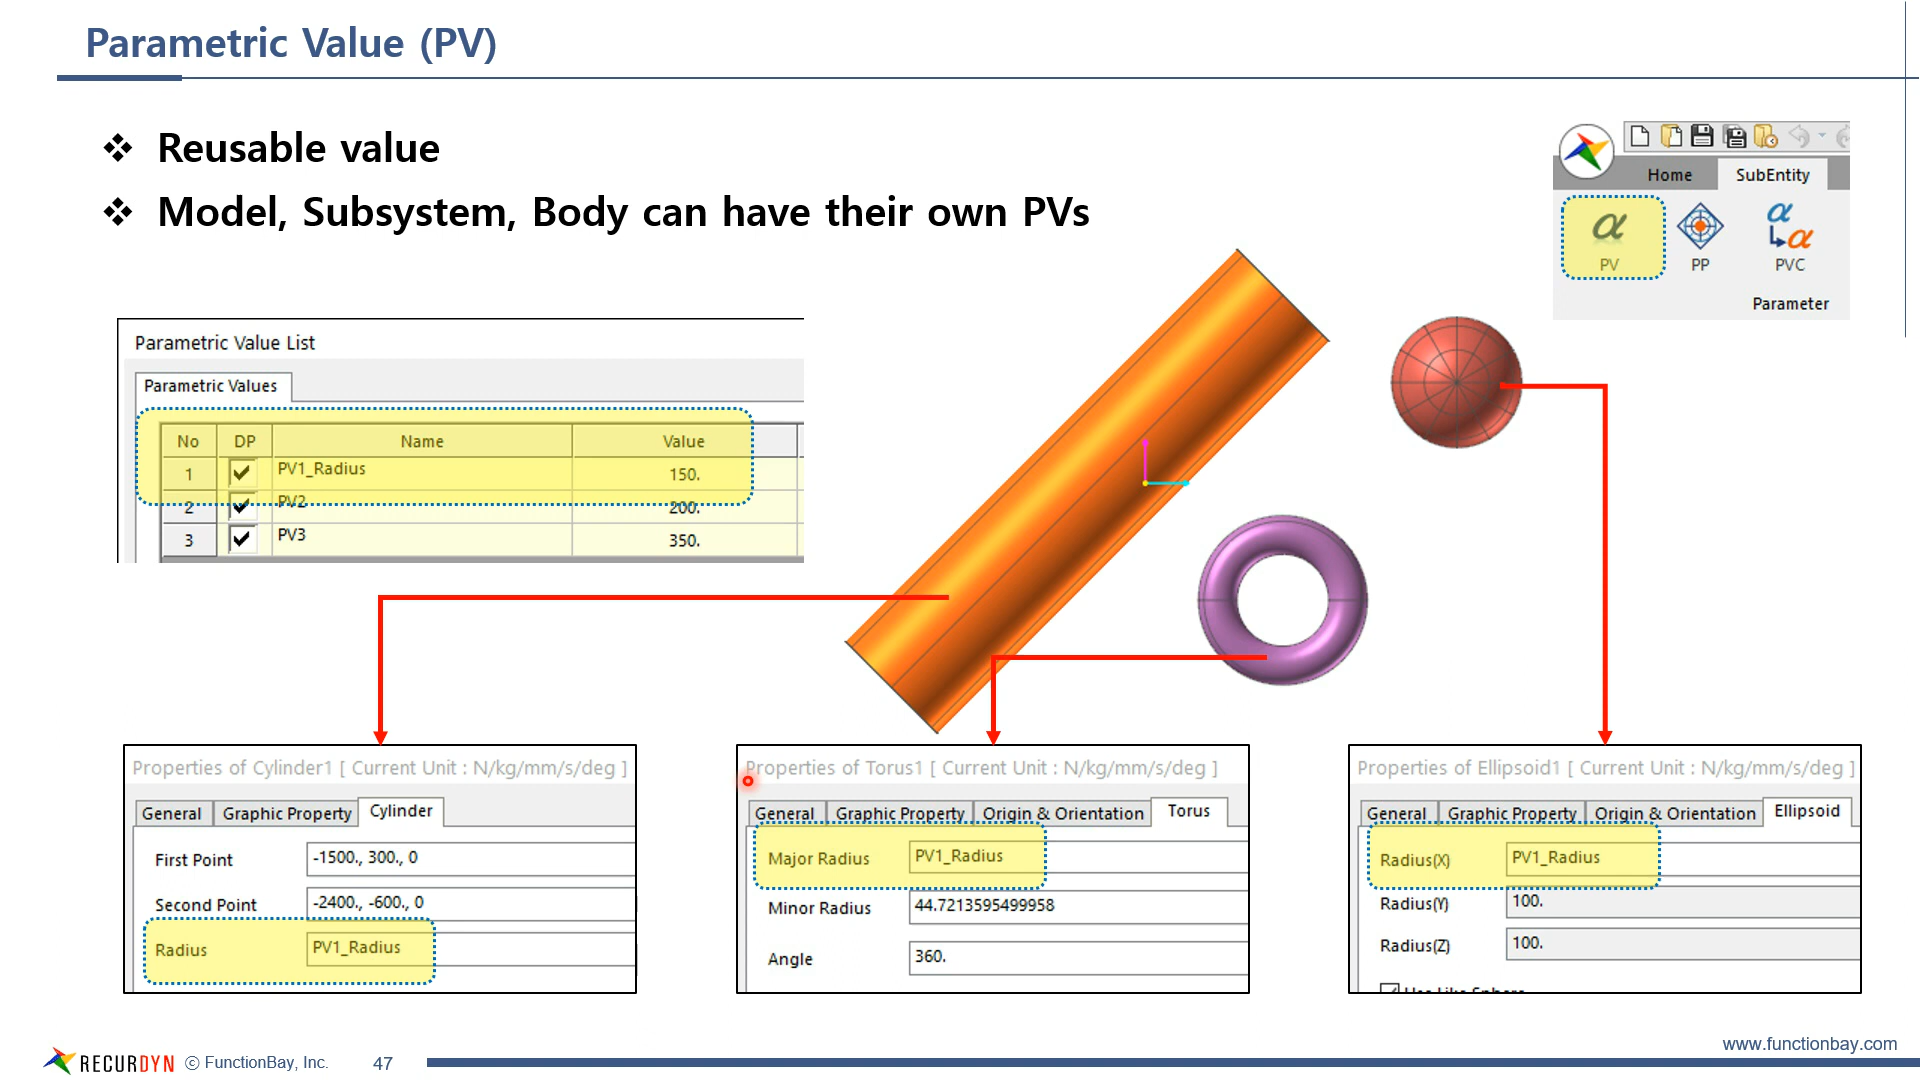 Parametric Value (PV)
Reusable value
Model, Subsystem, Body can have their own PVs
Home SubEntity
α α α
PV PP PVC
Parameter
Parametric Value List
Parametric Values
No DP Name Value
1 PV1_Radius 150.
2 PV2 200.
3 PV3 350.
Properties of Cylinder1 [ Current Unit : N/kg/mm/s/deg ]
General Graphic Property Cylinder
First Point -1500., 300., 0
Second Point -2400., -600., 0
Radius PV1_Radius
Properties of Torus1 [ Current Unit : N/kg/mm/s/deg ]
General Graphic Property Origin & Orientation Torus
Major Radius PV1_Radius
Minor Radius 44.7213595499958
Angle 360.
Properties of Ellipsoid1 [ Current Unit : N/kg/mm/s/deg ]
General Graphic Property Origin & Orientation Ellipsoid
Radius(X) PV1_Radius
Radius(Y) 100.
Radius(Z) 100.
Use Like Sphere
RECURDYN © FunctionBay, Inc. 47
www.functionbay.com